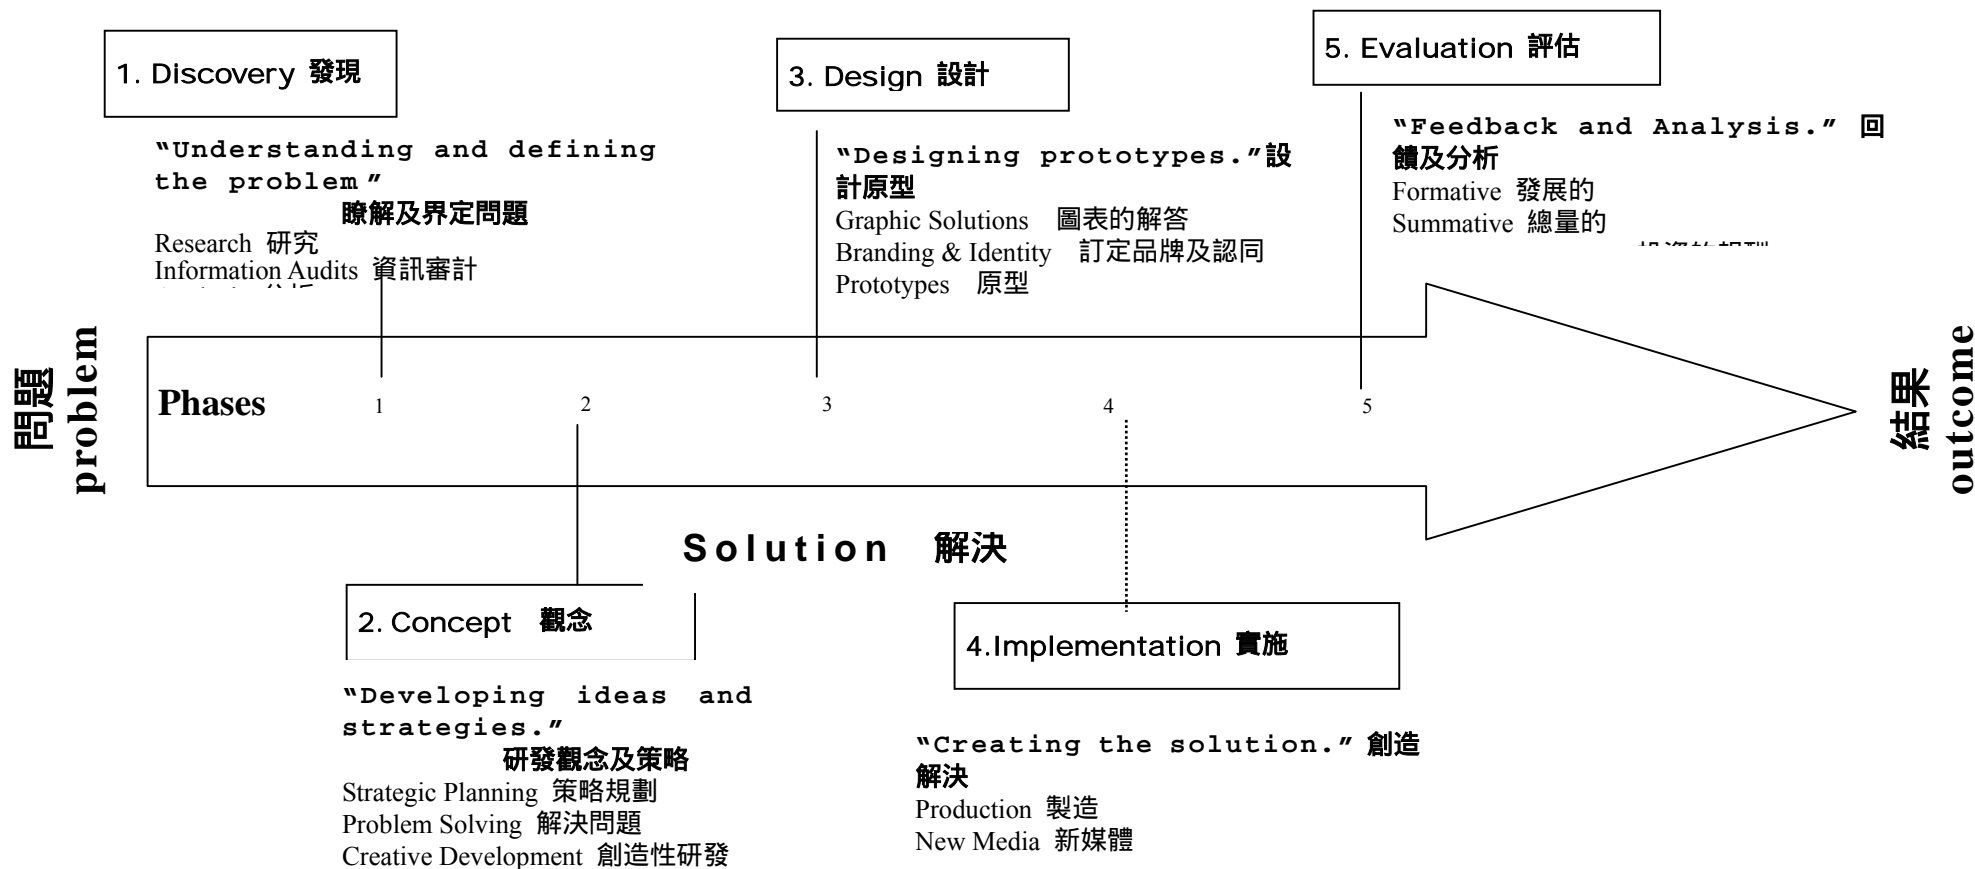 1. Discovery 發現
“Understanding and defining
the problem”
瞭解及界定問題
Research 研究
Information Audits 資訊審計
3. Design 設計
“Designing prototypes.”設
計原型
Graphic Solutions 圖表的解答
Branding & Identity 訂定品牌及認同
Prototypes 原型
5. Evaluation 評估
“Feedback and Analysis.” 回
饋及分析
Formative 發展的
Summative 總量的
問題
problem
Phases 1 2 3 4 5
結果
outcome
Solution 解決
2. Concept 觀念
“Developing ideas and
strategies.”
研發觀念及策略
Strategic Planning 策略規劃
Problem Solving 解決問題
Creative Development 創造性研發
4.Implementation 實施
“Creating the solution.” 創造
解決
Production 製造
New Media 新媒體